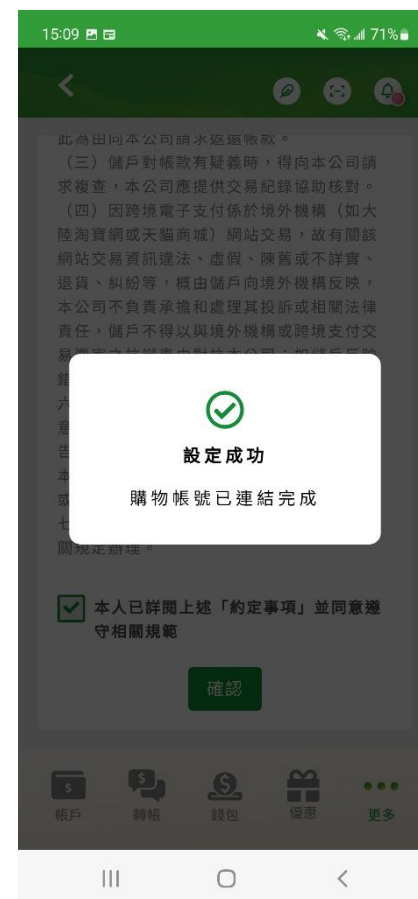 15:09
71%
此為由向本公司請求返還帳款。
（三）儲戶對帳款有疑義時，得向本公司請
求複查，本公司應提供交易紀錄協助核對。
（四）因跨境電子支付係於境外機構（如大
陸淘寶網或天貓商城）網站交易，故有關該
網站交易資訊違法、虛假、陳舊或不詳實、
退貨、糾紛等，概由儲戶向境外機構反映，
本公司不負責承擔和處理其投訴或相關法律
責任，儲戶不得以與境外機構或跨境支付交
易
錯
六
意
告
本
或
七
設定成功
購物帳號已連結完成
關規定辦理。
本人已詳閱上述「約定事項」並同意遵
守相關規範
確認
帳戶
轉帳
錢包
優惠
更多